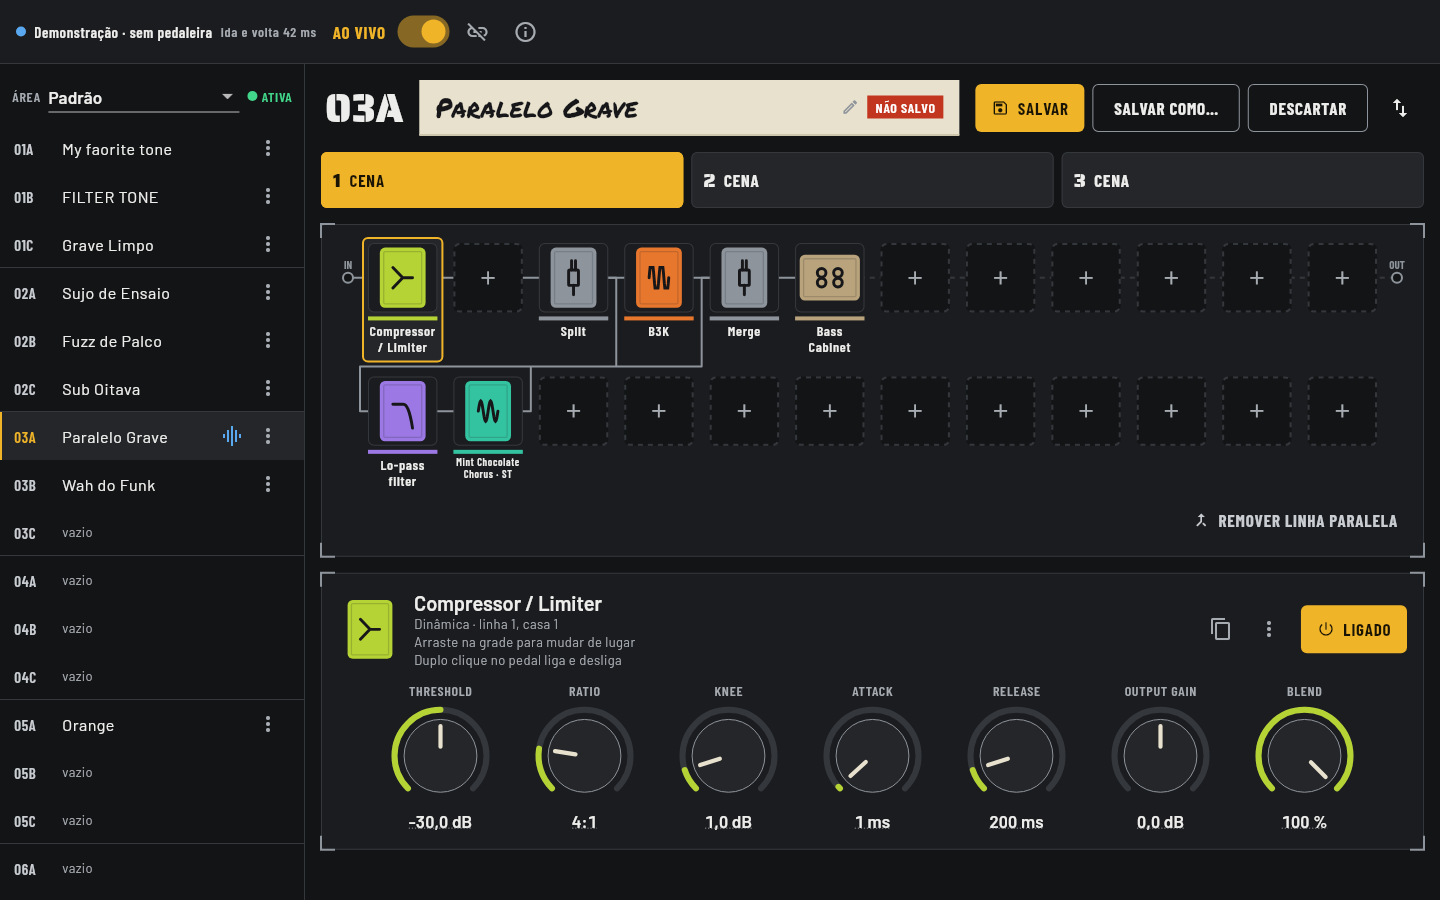 Demonstração · sem pedaleira Ida e volta 42 ms AO VIVO
ÁREA Padrão ATIVA
01A My faorite tone
01B FILTER TONE
01C Grave Limpo
02A Sujo de Ensaio
02B Fuzz de Palco
02C Sub Oitava
03A Paralelo Grave
03B Wah do Funk
03C vazio
04A vazio
04B vazio
04C vazio
05A Orange
05B vazio
05C vazio
06A vazio
03A Paralelo Grave NÃO SALVO SALVAR SALVAR COMO... DESCARTAR
1 CENA 2 CENA 3 CENA
IN OUT
88
Compressor / Limiter
Split
B3K
Merge
Bass Cabinet
Lo-pass filter
Mint Chocolate Chorus · ST
REMOVER LINHA PARALELA
Compressor / Limiter
Dinâmica · linha 1, casa 1
Arraste na grade para mudar de lugar
Duplo clique no pedal liga e desliga
LIGADO
THRESHOLD RATIO KNEE ATTACK RELEASE OUTPUT GAIN BLEND
-30,0 dB 4:1 1,0 dB 1 ms 200 ms 0,0 dB 100 %